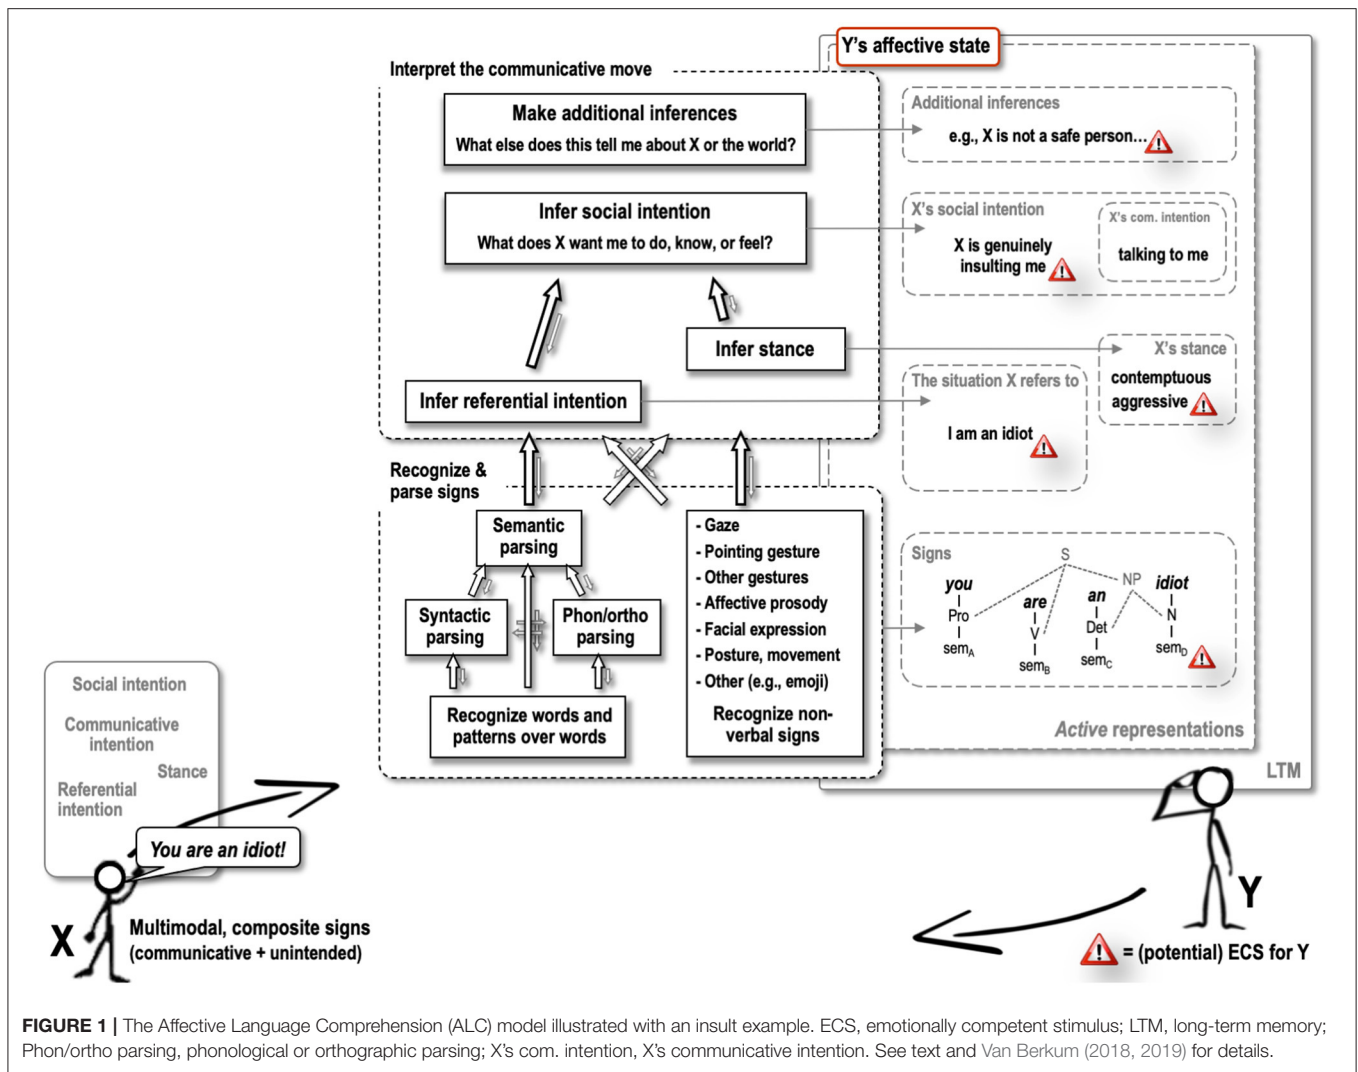 Y's affective state
Interpret the communicative move
Make additional inferences
What else does this tell me about X or the world?
Additional inferences
e.g., X is not a safe person...
Infer social intention
What does X want me to do, know, or feel?
X's social intention
X is genuinely
insulting me
X's com. intention
talking to me
Infer stance
X's stance
contemptuous
aggressive
Infer referential intention
The situation X refers to
I am an idiot
Recognize &
parse signs
Semantic
parsing
Syntactic
parsing
Phon/ortho
parsing
Recognize words and
patterns over words
- Gaze
- Pointing gesture
- Other gestures
- Affective prosody
- Facial expression
- Posture, movement
- Other (e.g., emoji)
Recognize non-
verbal signs
Signs
S
NP
you
are
an
idiot
Pro
V
Det
N
semA
semB
semC
semD
Active representations
LTM
Social intention
Communicative
intention
Stance
Referential
intention
You are an idiot!
X
Multimodal, composite signs
(communicative + unintended)
Y
! = (potential) ECS for Y
FIGURE 1 | The Affective Language Comprehension (ALC) model illustrated with an insult example. ECS, emotionally competent stimulus; LTM, long-term memory;
Phon/ortho parsing, phonological or orthographic parsing; X's com. intention, X's communicative intention. See text and Van Berkum (2018, 2019) for details.